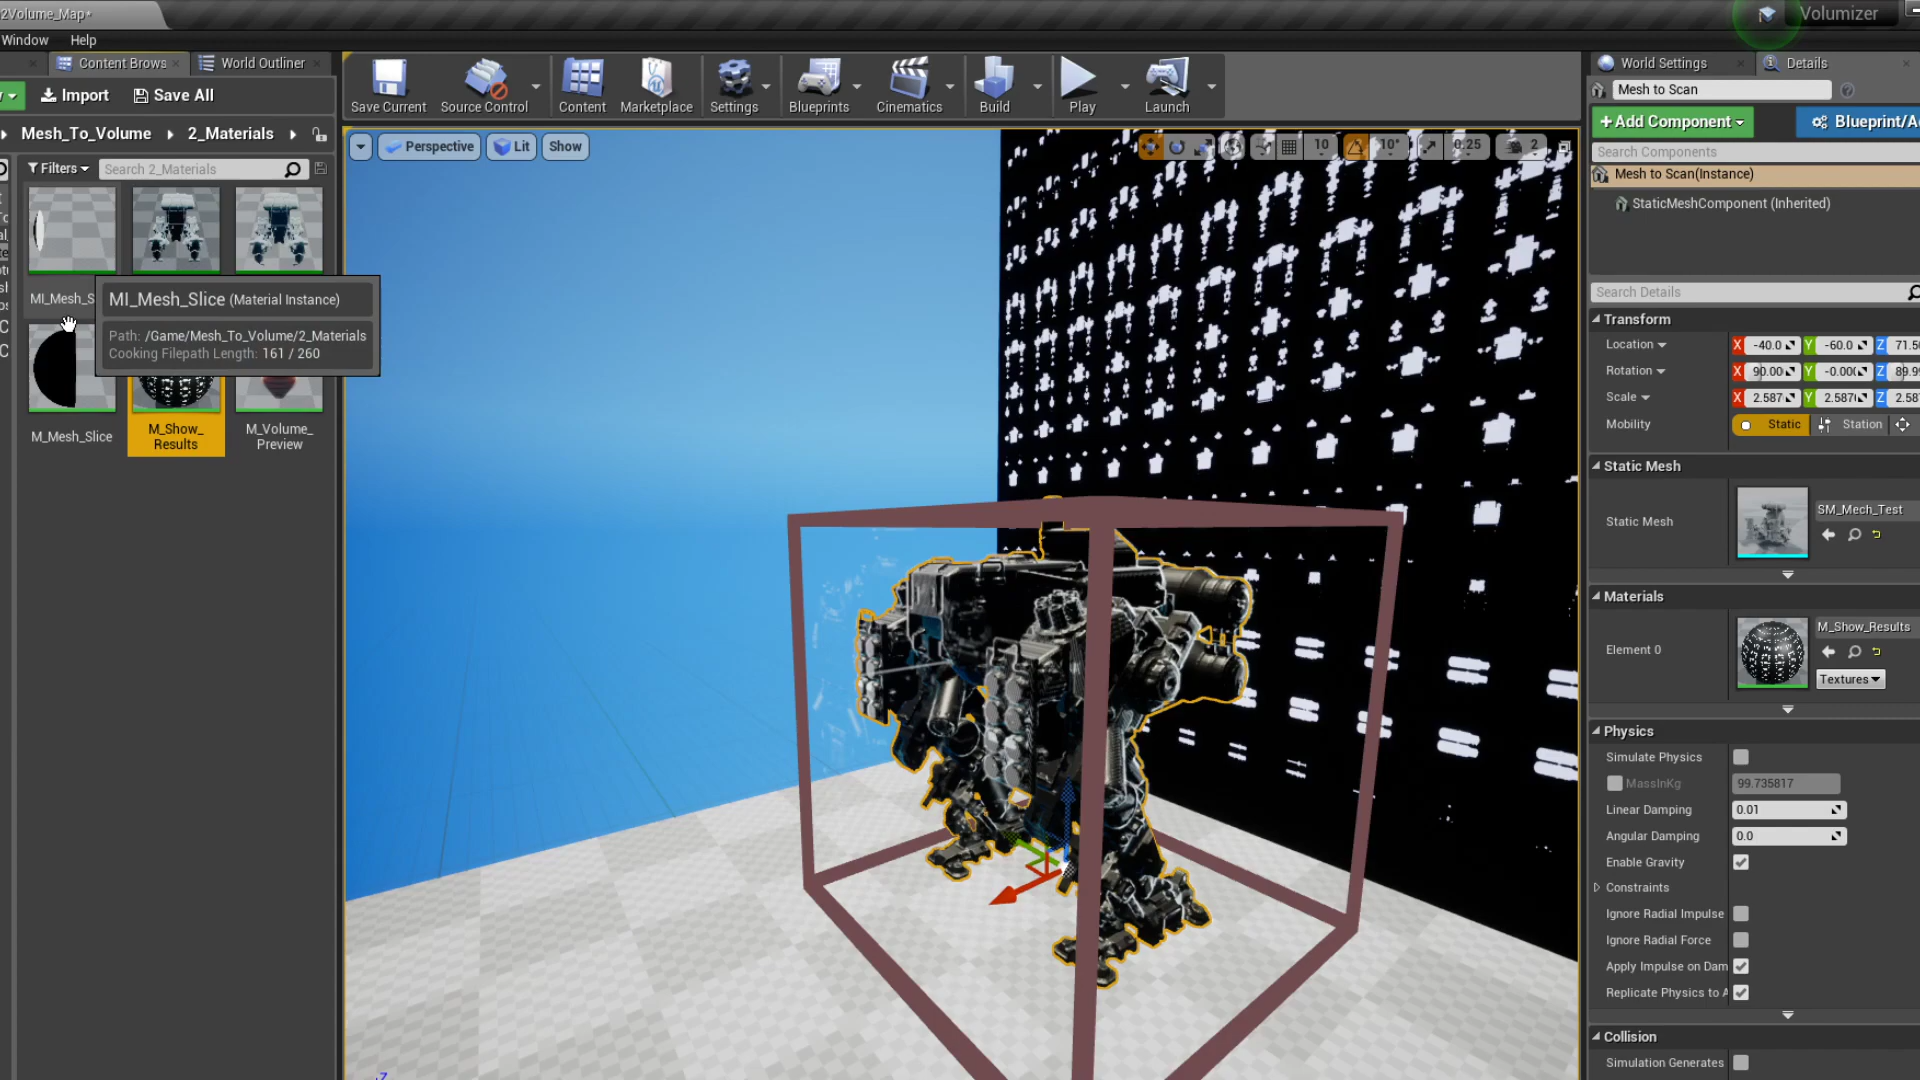 2Volume_Map*
Volumizer
Window Help
Content Brows World Outliner
Import Save All
Mesh_To_Volume 2_Materials
Filters Search 2_Materials
MI_Mesh_S
MI_Mesh_Slice (Material Instance)
Path: /Game/Mesh_To_Volume/2_Materials
Cooking Filepath Length: 161 / 260
M_Mesh_Slice
M_Show_
Results
M_Volume_
Preview
Save Current Source Control Content Marketplace Settings Blueprints Cinematics Build Play Launch
Perspective Lit Show
10 10° 0.25 2
World Settings Details
Mesh to Scan
+Add Component Blueprint/A
Search Components
Mesh to Scan(Instance)
StaticMeshComponent (Inherited)
Search Details
Transform
Location X -40.0 Y -60.0 Z 71.5
Rotation X 90.00 Y -0.00 Z 89.9
Scale X 2.587 Y 2.587 Z 2.58
Mobility Static Station
Static Mesh
Static Mesh SM_Mech_Test
Materials
Element 0 M_Show_Results
Textures
Physics
Simulate Physics
MassInKg 99.735817
Linear Damping 0.01
Angular Damping 0.0
Enable Gravity
Constraints
Ignore Radial Impulse
Ignore Radial Force
Apply Impulse on Dam
Replicate Physics to A
Collision
Simulation Generates
Z